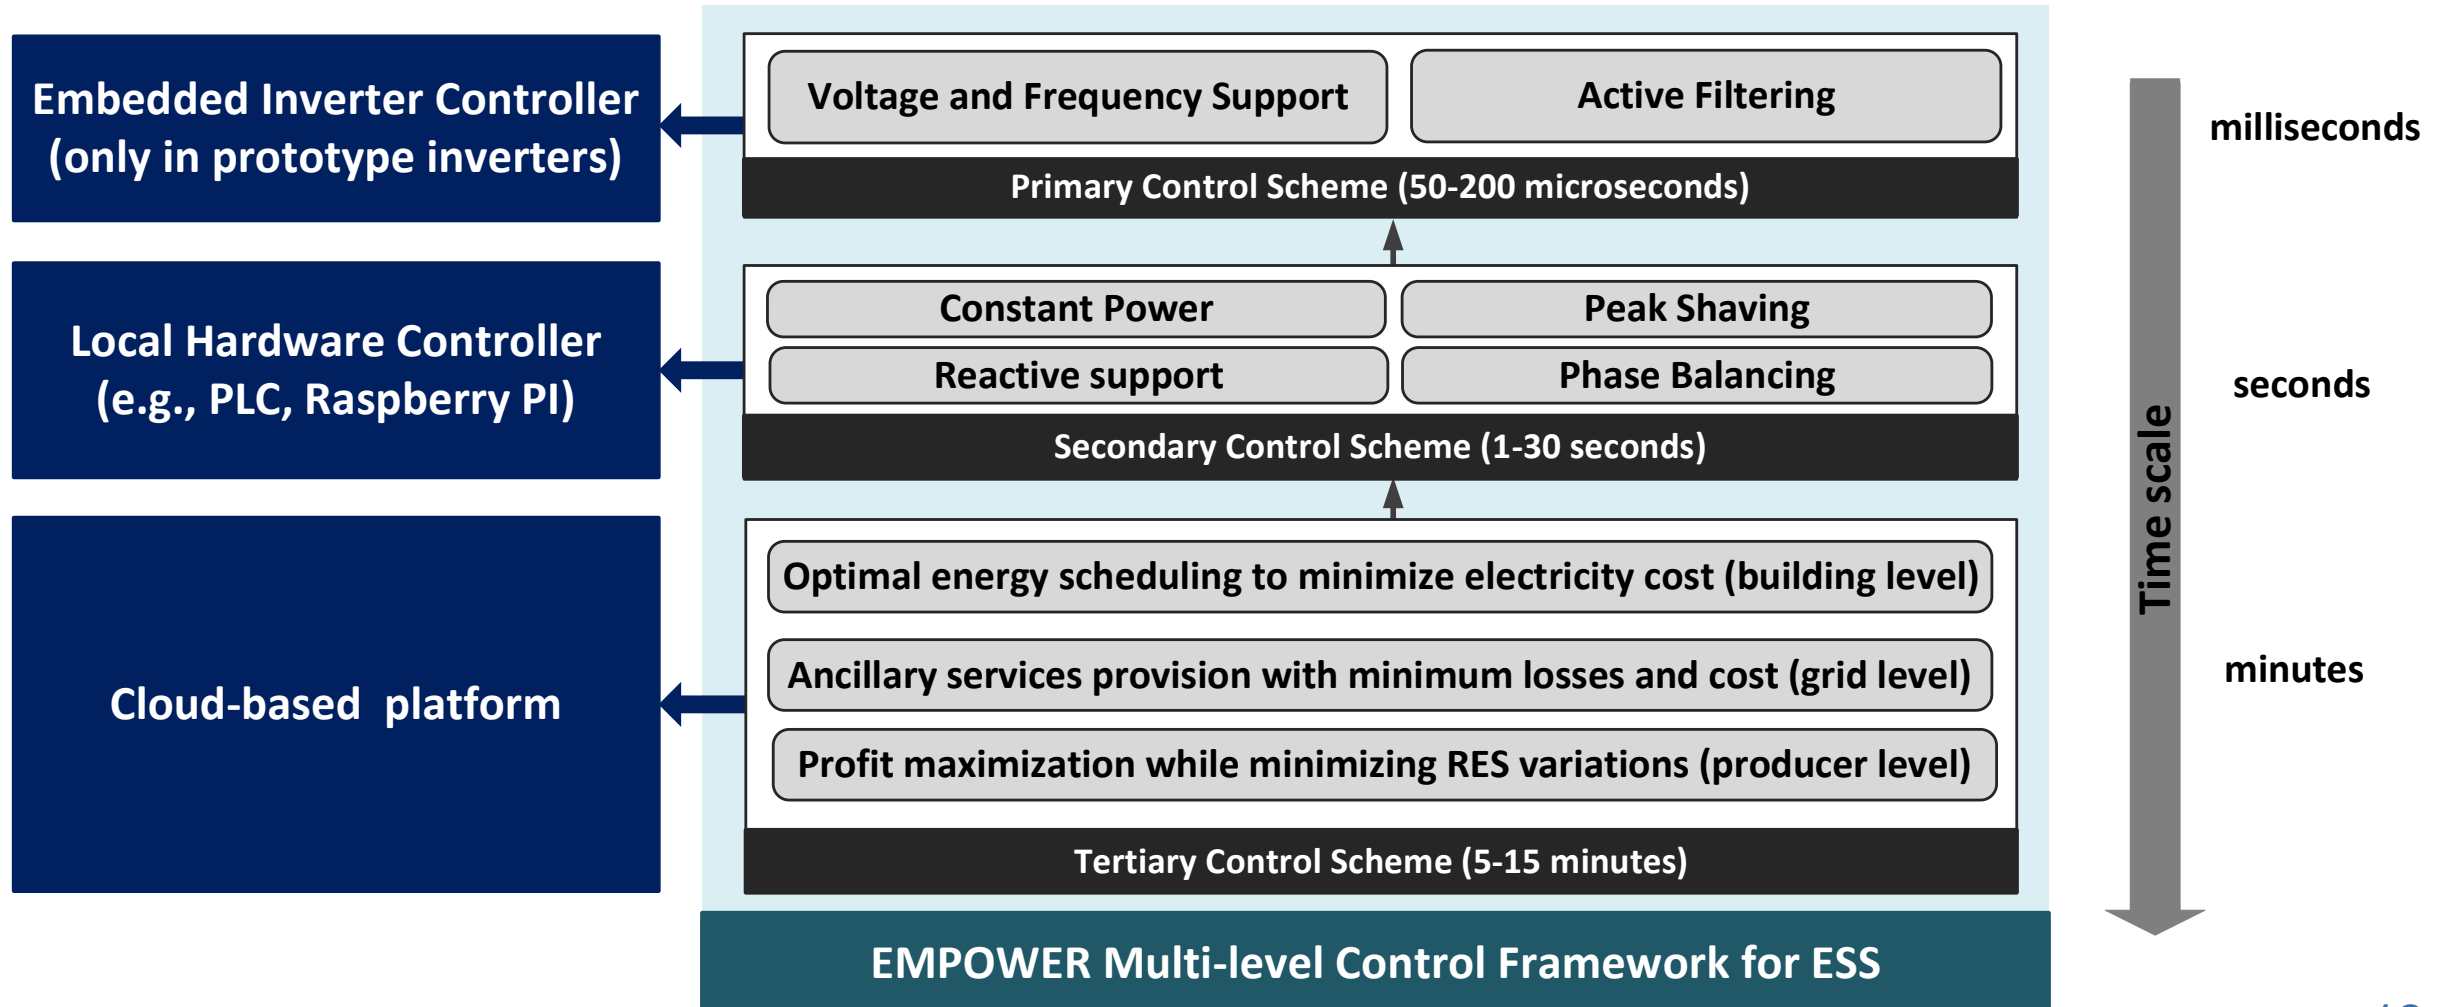 Embedded Inverter Controller
(only in prototype inverters)
Voltage and Frequency Support
Active Filtering
Primary Control Scheme (50-200 microseconds)
milliseconds
Local Hardware Controller
(e.g., PLC, Raspberry PI)
Constant Power
Peak Shaving
Reactive support
Phase Balancing
Secondary Control Scheme (1-30 seconds)
seconds
Time scale
Cloud-based platform
Optimal energy scheduling to minimize electricity cost (building level)
Ancillary services provision with minimum losses and cost (grid level)
Profit maximization while minimizing RES variations (producer level)
Tertiary Control Scheme (5-15 minutes)
minutes
EMPOWER Multi-level Control Framework for ESS